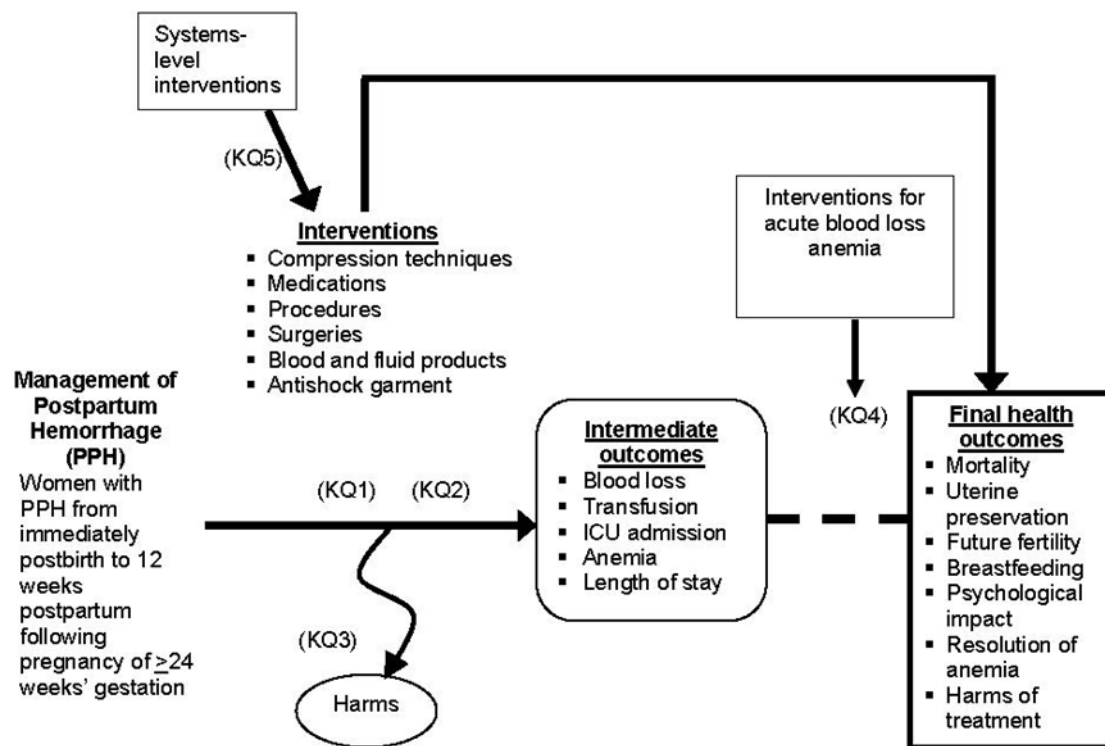 Systems-
level
interventions
(KQ5)
Interventions
▪ Compression techniques
▪ Medications
▪ Procedures
▪ Surgeries
▪ Blood and fluid products
▪ Antishock garment
Interventions for
acute blood loss
anemia
(KQ4)
Management of
Postpartum
Hemorrhage
(PPH)
Women with
PPH from
immediately
postbirth to 12
weeks
postpartum
following
pregnancy of ≥24
weeks’ gestation
(KQ1) (KQ2)
(KQ3)
Harms
Intermediate
outcomes
▪ Blood loss
▪ Transfusion
▪ ICU admission
▪ Anemia
▪ Length of stay
Final health
outcomes
▪ Mortality
▪ Uterine
preservation
▪ Future fertility
▪ Breastfeeding
▪ Psychological
impact
▪ Resolution of
anemia
▪ Harms of
treatment